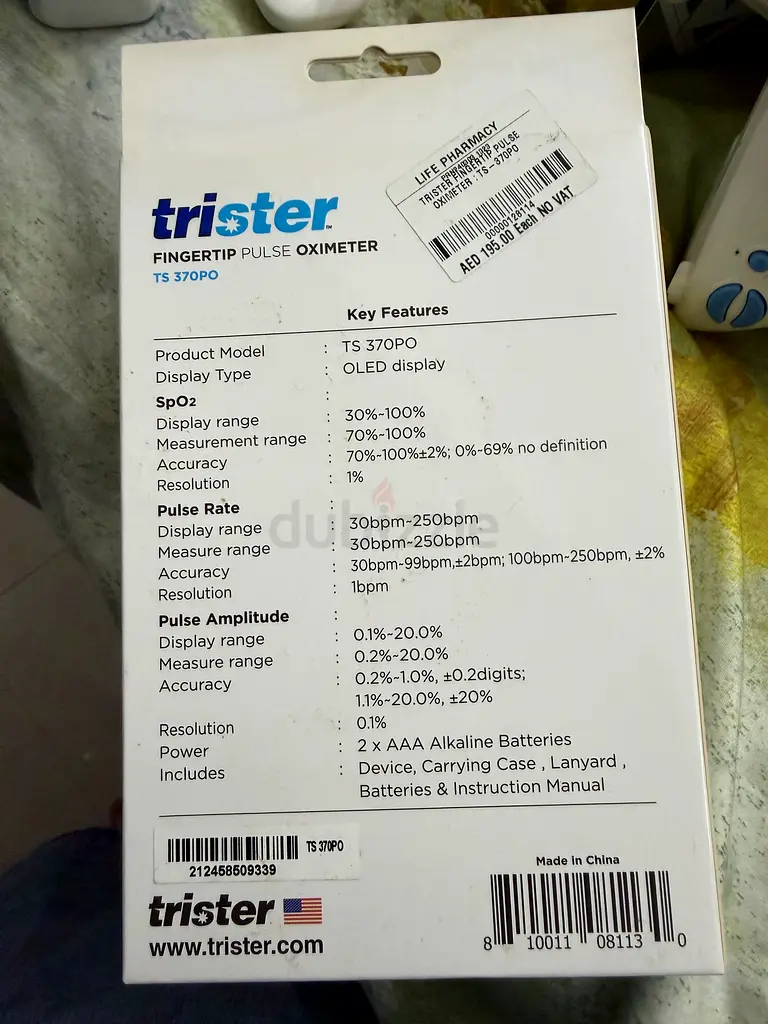 LIFE PHARMACY
TRISTER FINGERTIP PULSE
OXIMETER : TS-370PO
00000128114
AED 195.00 Each NO VAT
trister™
FINGERTIP PULSE OXIMETER
TS 370PO
Key Features
Product Model : TS 370PO
Display Type : OLED display
SpO2 :
Display range : 30%~100%
Measurement range : 70%~100%
Accuracy : 70%~100%±2%; 0%~69% no definition
Resolution : 1%
Pulse Rate :
Display range : 30bpm~250bpm
Measure range : 30bpm~250bpm
Accuracy : 30bpm~99bpm,±2bpm; 100bpm~250bpm, ±2%
Resolution : 1bpm
Pulse Amplitude :
Display range : 0.1%~20.0%
Measure range : 0.2%~20.0%
Accuracy : 0.2%~1.0%, ±0.2digits;
1.1%~20.0%, ±20%
Resolution : 0.1%
Power : 2 x AAA Alkaline Batteries
Includes : Device, Carrying Case , Lanyard ,
Batteries & Instruction Manual
dubizzle
TS 370PO
212458509339
trister
www.trister.com
Made in China
8 10011 08113 0